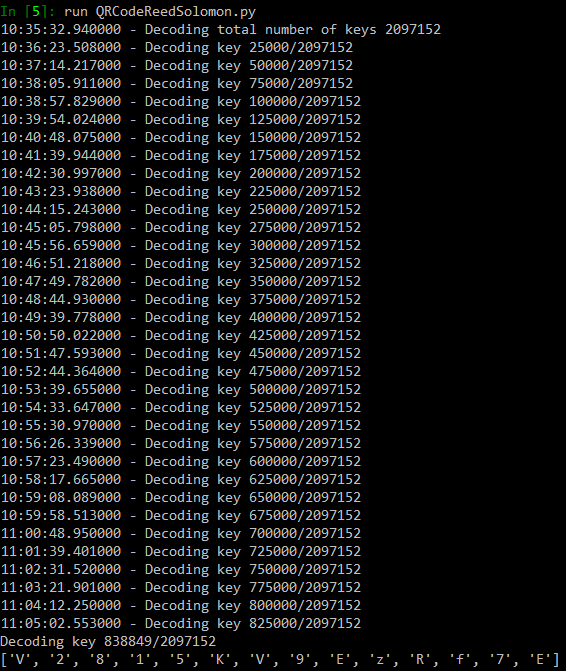 In [5]: run QRCodeReedSolomon.py
10:35:32.940000 - Decoding total number of keys 2097152
10:36:23.508000 - Decoding key 25000/2097152
10:37:14.217000 - Decoding key 50000/2097152
10:38:05.911000 - Decoding key 75000/2097152
10:38:57.829000 - Decoding key 100000/2097152
10:39:54.024000 - Decoding key 125000/2097152
10:40:48.075000 - Decoding key 150000/2097152
10:41:39.944000 - Decoding key 175000/2097152
10:42:30.997000 - Decoding key 200000/2097152
10:43:23.938000 - Decoding key 225000/2097152
10:44:15.243000 - Decoding key 250000/2097152
10:45:05.798000 - Decoding key 275000/2097152
10:45:56.659000 - Decoding key 300000/2097152
10:46:51.218000 - Decoding key 325000/2097152
10:47:49.782000 - Decoding key 350000/2097152
10:48:44.930000 - Decoding key 375000/2097152
10:49:39.778000 - Decoding key 400000/2097152
10:50:50.022000 - Decoding key 425000/2097152
10:51:47.593000 - Decoding key 450000/2097152
10:52:44.364000 - Decoding key 475000/2097152
10:53:39.655000 - Decoding key 500000/2097152
10:54:33.647000 - Decoding key 525000/2097152
10:55:30.970000 - Decoding key 550000/2097152
10:56:26.339000 - Decoding key 575000/2097152
10:57:23.490000 - Decoding key 600000/2097152
10:58:17.665000 - Decoding key 625000/2097152
10:59:08.089000 - Decoding key 650000/2097152
10:59:58.513000 - Decoding key 675000/2097152
11:00:48.950000 - Decoding key 700000/2097152
11:01:39.401000 - Decoding key 725000/2097152
11:02:31.520000 - Decoding key 750000/2097152
11:03:21.901000 - Decoding key 775000/2097152
11:04:12.250000 - Decoding key 800000/2097152
11:05:02.553000 - Decoding key 825000/2097152
Decoding key 838849/2097152
['V', '2', '8', '1', '5', 'K', 'V', '9', 'E', 'z', 'R', 'f', '7', 'E']